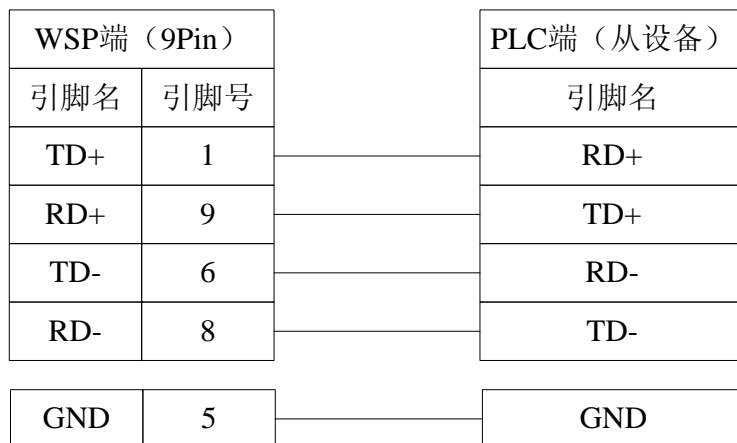 WSP端（9Pin） PLC端（从设备）
引脚名 引脚号 引脚名
TD+ 1 RD+
RD+ 9 TD+
TD- 6 RD-
RD- 8 TD-
GND 5 GND